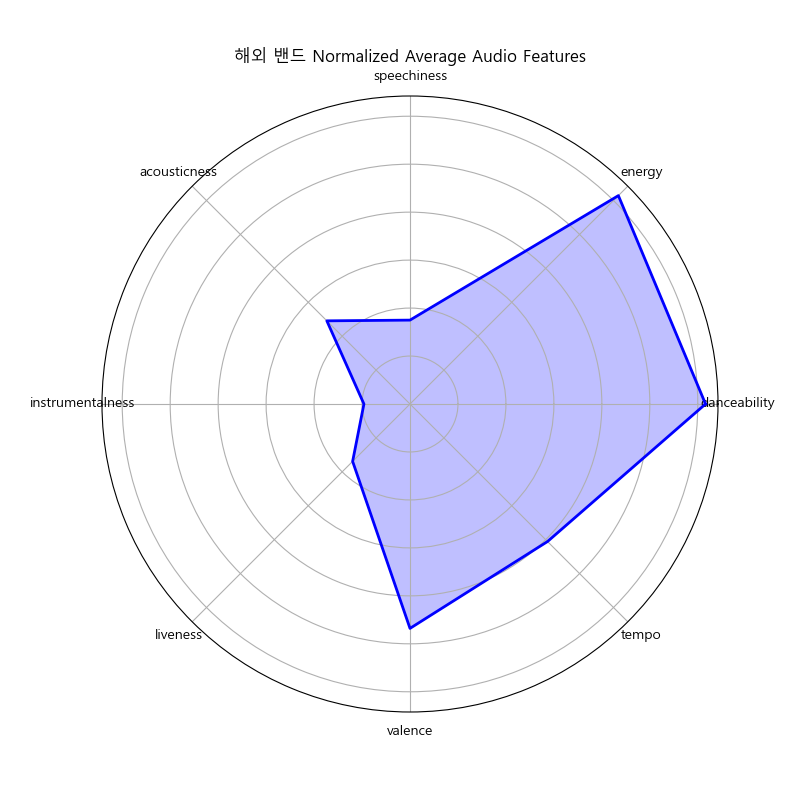 해외 밴드 Normalized Average Audio Features
speechiness
acousticness
energy
instrumentalness
danceability
liveness
tempo
valence